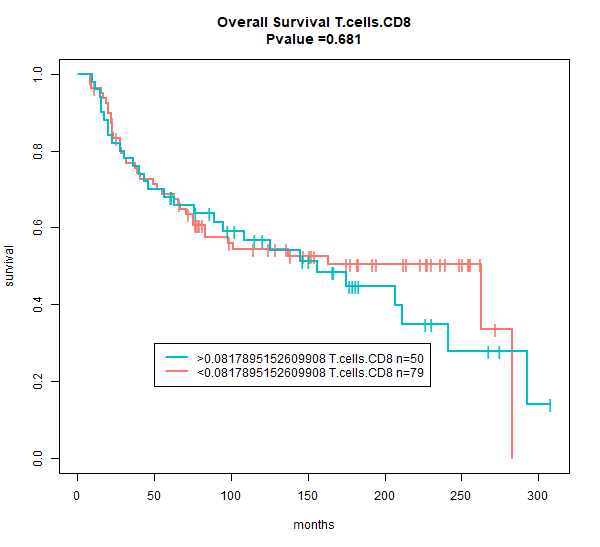 Overall Survival T.cells.CD8
Pvalue =0.681
survival
1.0
0.8
0.6
0.4
0.2
0.0
>0.0817895152609908 T.cells.CD8 n=50
<0.0817895152609908 T.cells.CD8 n=79
0 50 100 150 200 250 300
months